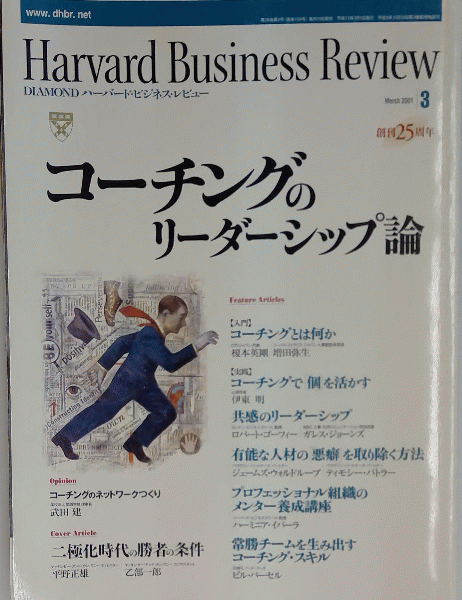 www.dhbr.net
Harvard Business Review
DIAMOND ハーバード・ビジネス・レビュー
March 2001 3
創刊25周年
コーチングの
リーダーシップ論
Feature Articles
【入門】
コーチングとは何か
榎本英剛 増田弥生
【実践】
コーチングで「個」を活かす
伊東 明
共感のリーダーシップ
ロバート・ゴーフィー ガレス・ジョーンズ
有能な人材の「悪癖」を取り除く方法
ジェームズ・ウォルドループ ティモシー・バトラー
プロフェッショナル組織の
メンター養成講座
ハーミニア・イバーラ
常勝チームを生み出す
コーチング・スキル
ビル・パーセル
Opinion
コーチングのネットワークづくり
武田 建
Cover Article
二極化時代の勝者の条件
平野正雄 乙部一郎